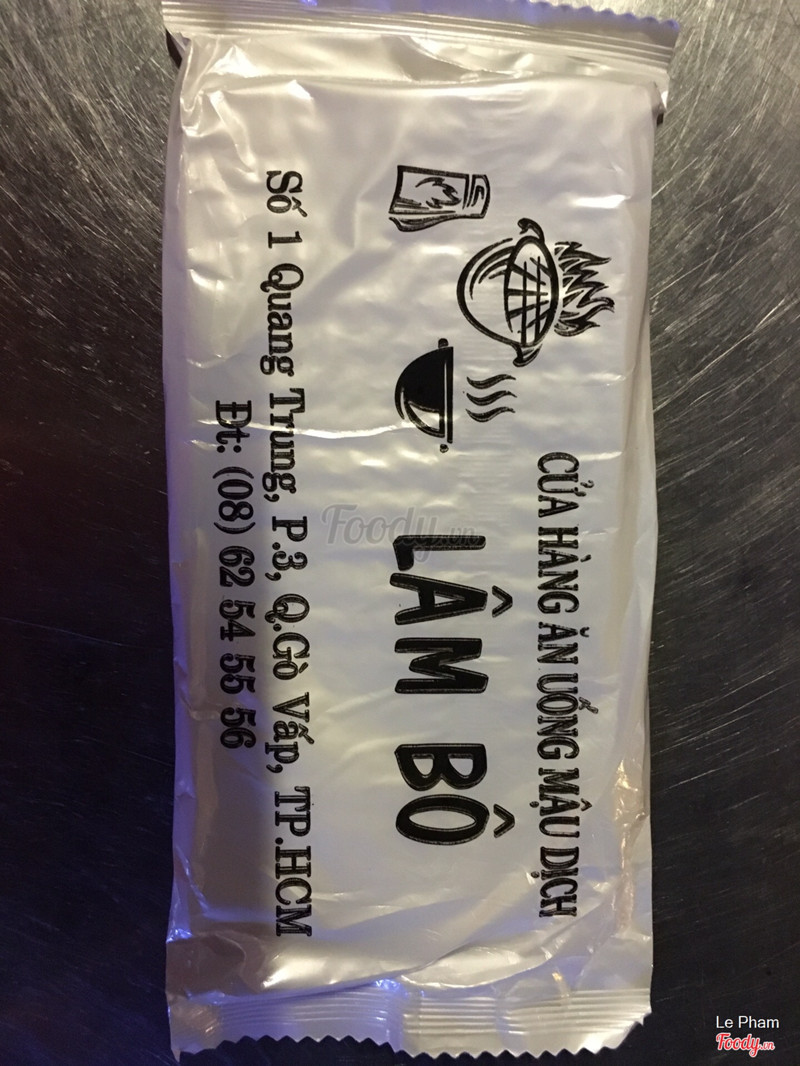 CỬA HÀNG ĂN UỐNG MẬU DỊCH
LÂM BÔ
Số 1 Quang Trung, P.3, Q.Gò Vấp, TP.HCM
Đt: (08) 62 54 55 56
Foody.vn
Le Pham
Foody.vn